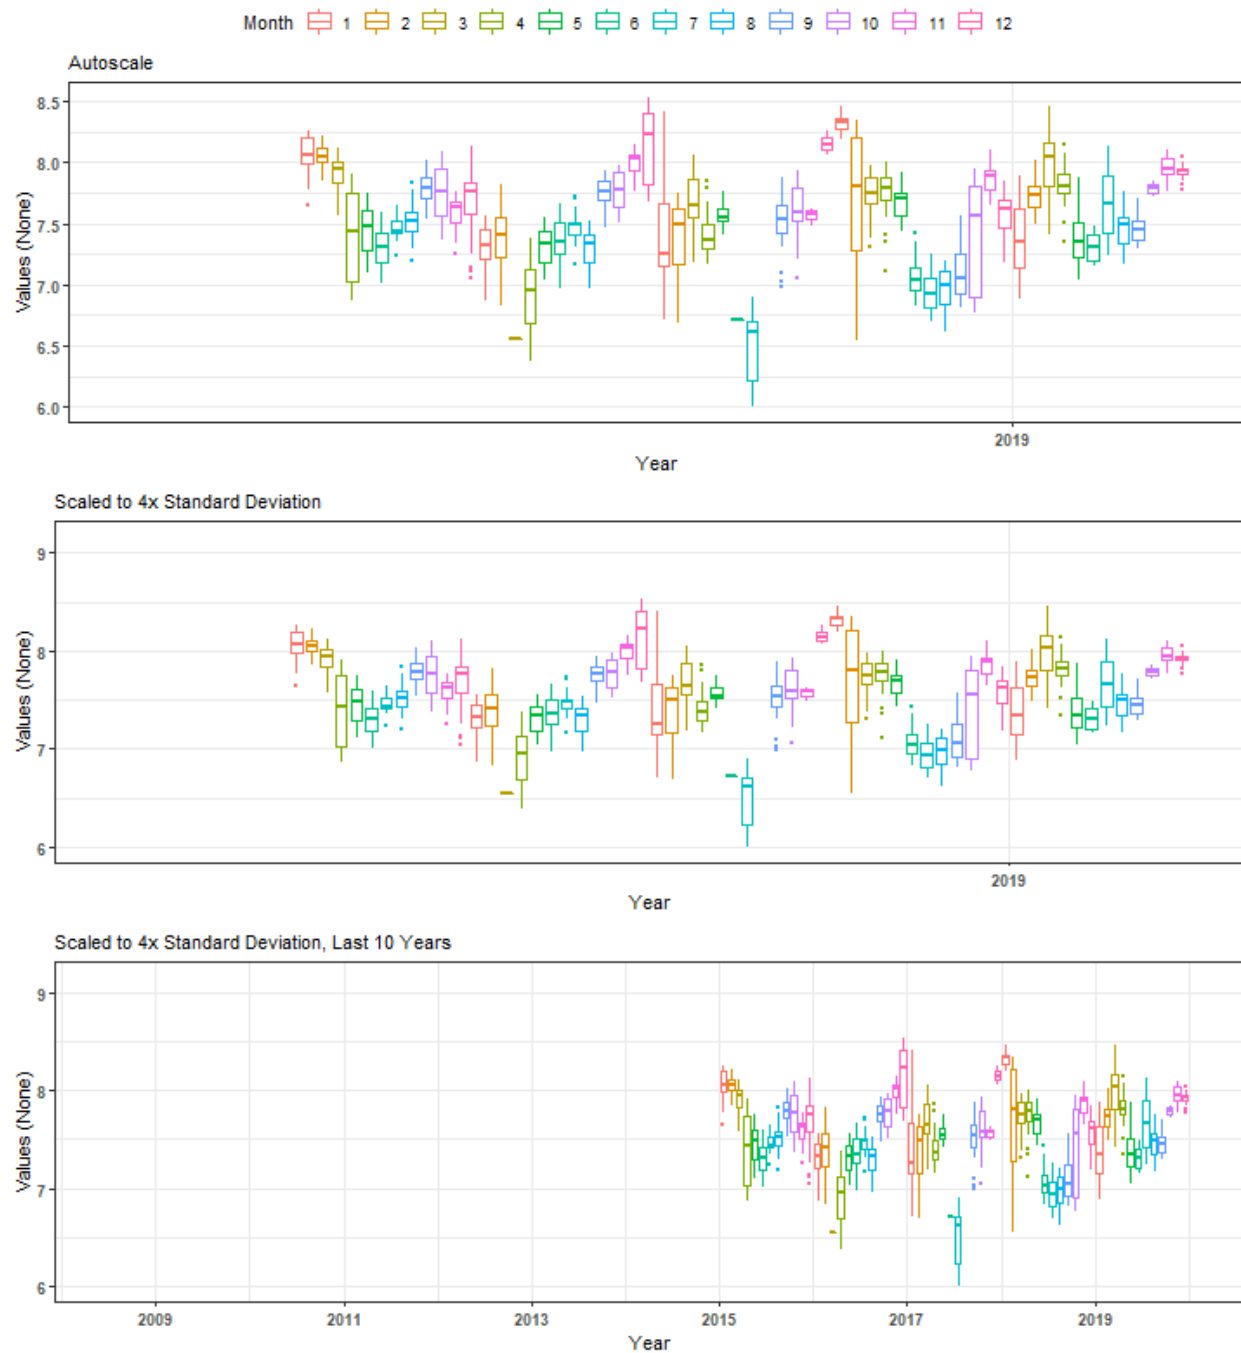 Month 1 2 3 4 5 6 7 8 9 10 11 12
Autoscale
8.5
8.0
7.5
7.0
6.5
6.0
Values (None)
2019
Year
Scaled to 4x Standard Deviation
9
8
7
6
Values (None)
2019
Year
Scaled to 4x Standard Deviation, Last 10 Years
9
8
7
6
Values (None)
2009 2011 2013 2015 2017 2019
Year